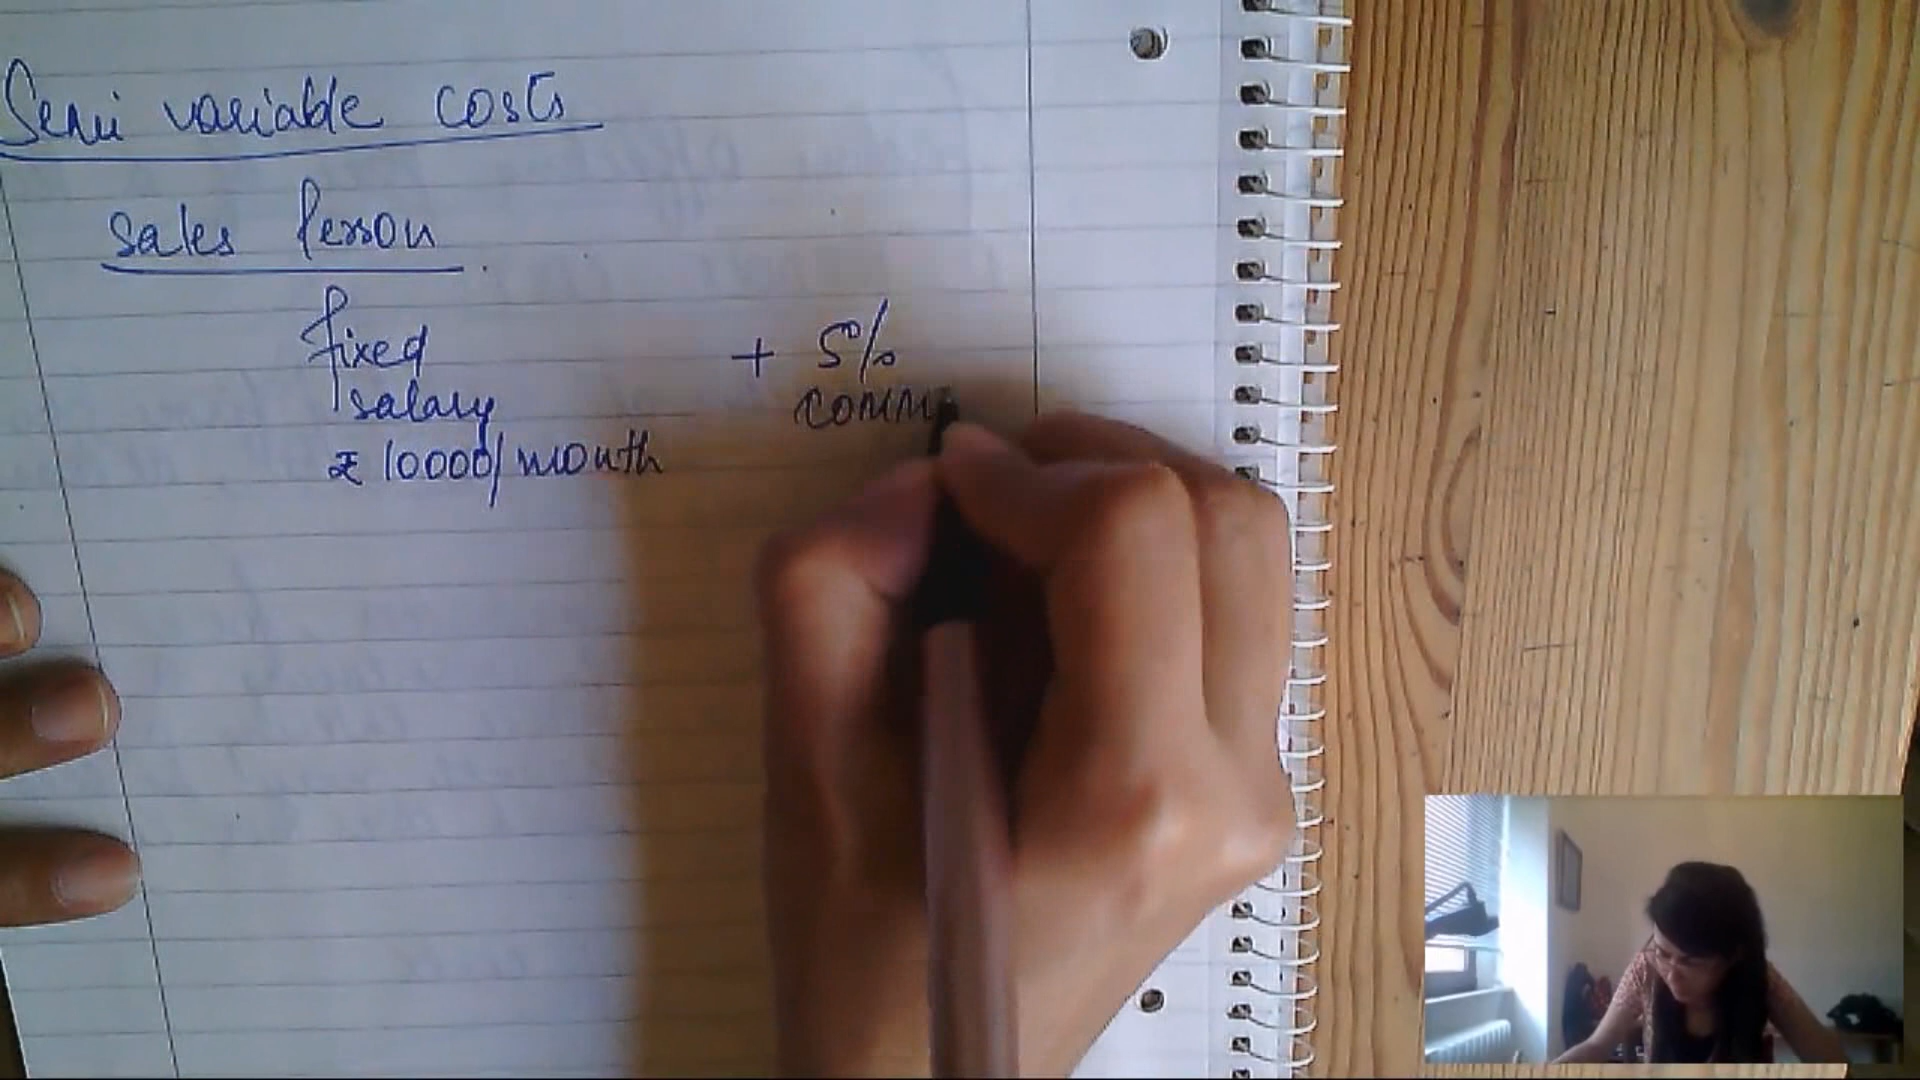 Semi variable costs
Sales Person
fixed + 5%
salary comm
₹ 10000/month